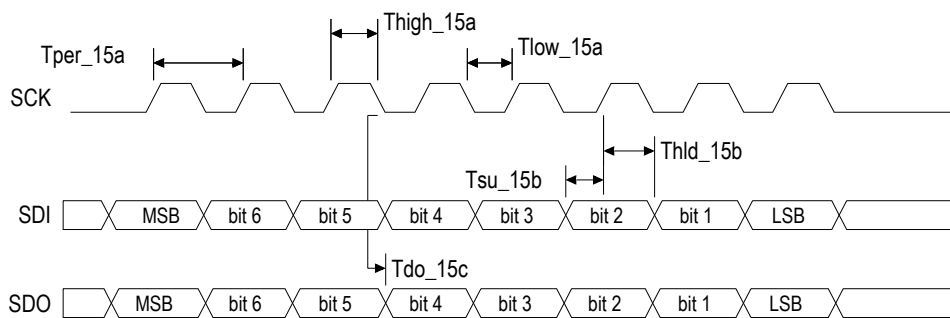 Thigh_15a
Tper_15a
Tlow_15a
SCK
Thld_15b
Tsu_15b
SDI MSB bit 6 bit 5 bit 4 bit 3 bit 2 bit 1 LSB
Tdo_15c
SDO MSB bit 6 bit 5 bit 4 bit 3 bit 2 bit 1 LSB